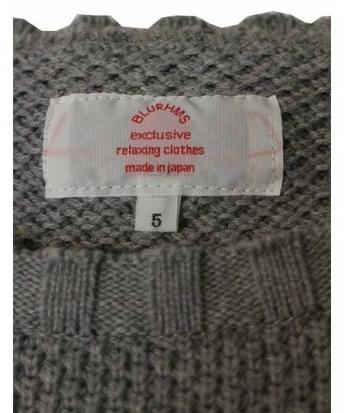 BLURHMS
exclusive
relaxing clothes
made in japan
5